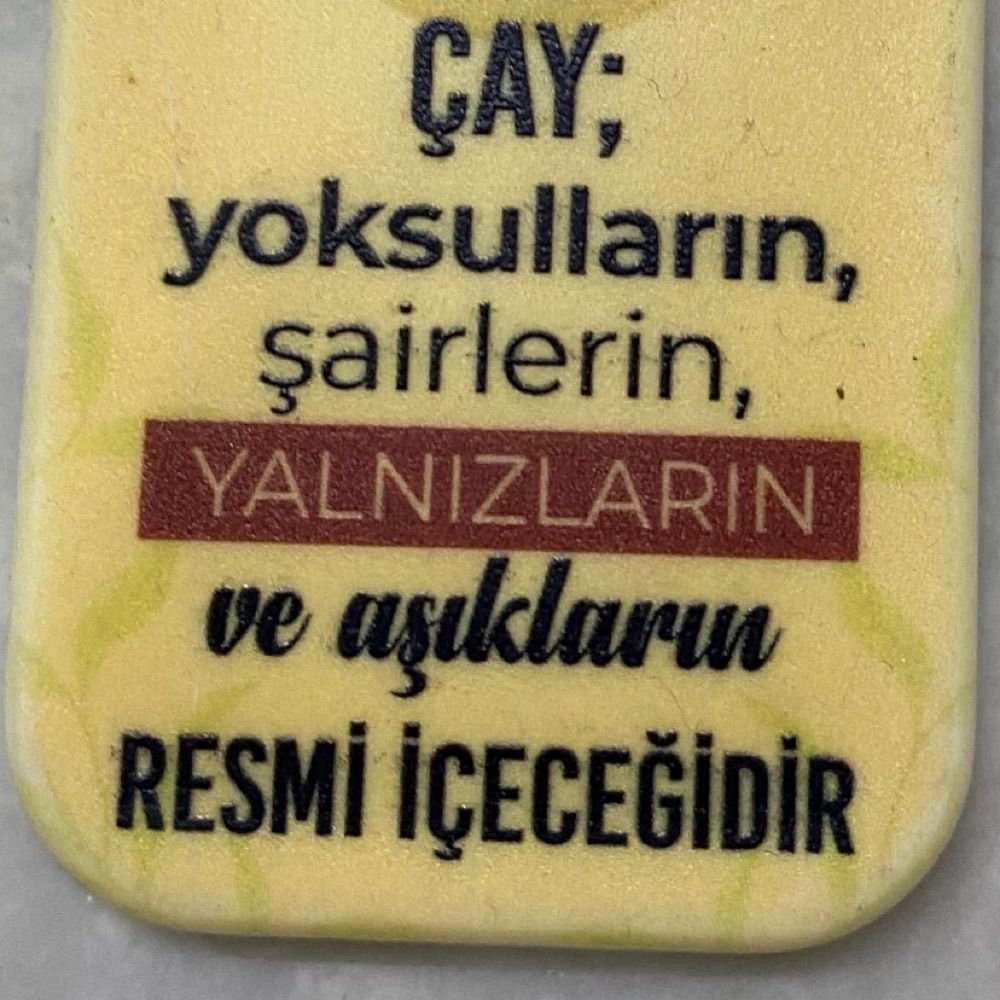 ÇAY;
yoksulların,
şairlerin,
YALNIZLARIN
ve aşıkların
RESMİ İÇECEĞİDİR